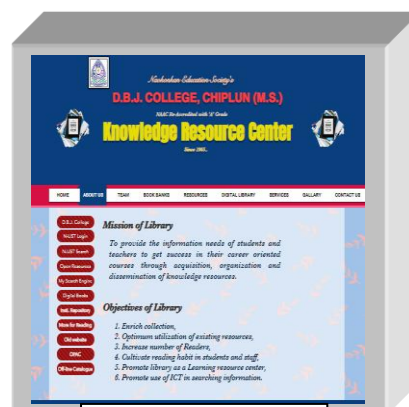 Navkonkan Education Society's
D.B.J. COLLEGE, CHIPLUN (M.S.)
NAAC Re-Accredited with 'A' Grade
Knowledge Resource Center
Since 1965..
HOME ABOUT US TEAM BOOK BANKS RESOURCES DIGITAL LIBRARY SERVICES GALLARY CONTACT US
D.B.J. College
N-LIST Login
N-LIST Search
Open Resources
My Search Engine
Digital Books
Insti. Repository
More for Reading
Old website
OPAC
Off-line Catalogue
Mission of Library
To provide the information needs of students and
teachers to get success in their career oriented
courses through acquisition, organization and
dissemination of knowledge resources.
Objectives of Library
1. Enrich collection,
2. Optimum utilization of existing resources,
3. Increase number of Readers,
4. Cultivate reading habit in students and staff,
5. Promote library as a Learning resource center,
6. Promote use of ICT in searching information.